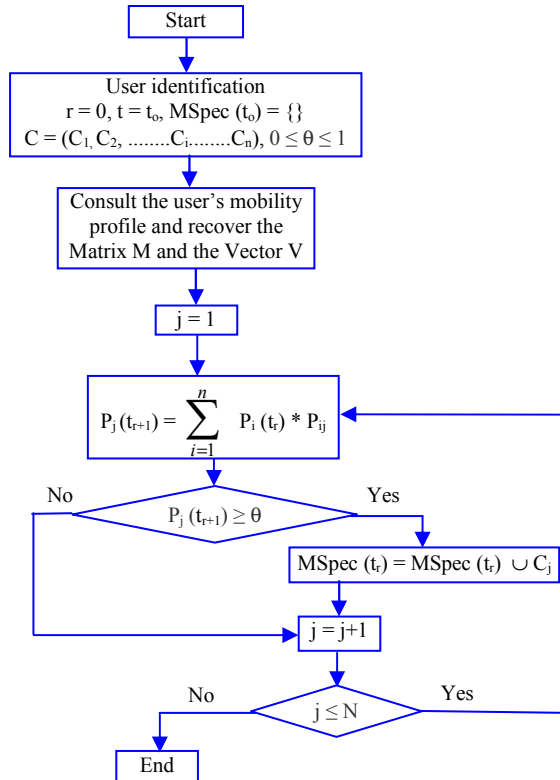 Start
User identification
r = 0, t = tₒ, MSpec (tₒ) = {}
C = (C₁, C₂, ........Cᵢ........Cₙ), 0 ≤ θ ≤ 1
Consult the user's mobility
profile and recover the
Matrix M and the Vector V
j = 1
Pⱼ (tᵣ₊₁) = ∑ⁿᵢ₌₁ Pᵢ (tᵣ) * Pᵢⱼ
No
Yes
Pⱼ (tᵣ₊₁) ≥ θ
MSpec (tᵣ) = MSpec (tᵣ) ∪ Cⱼ
j = j+1
No
Yes
j ≤ N
End